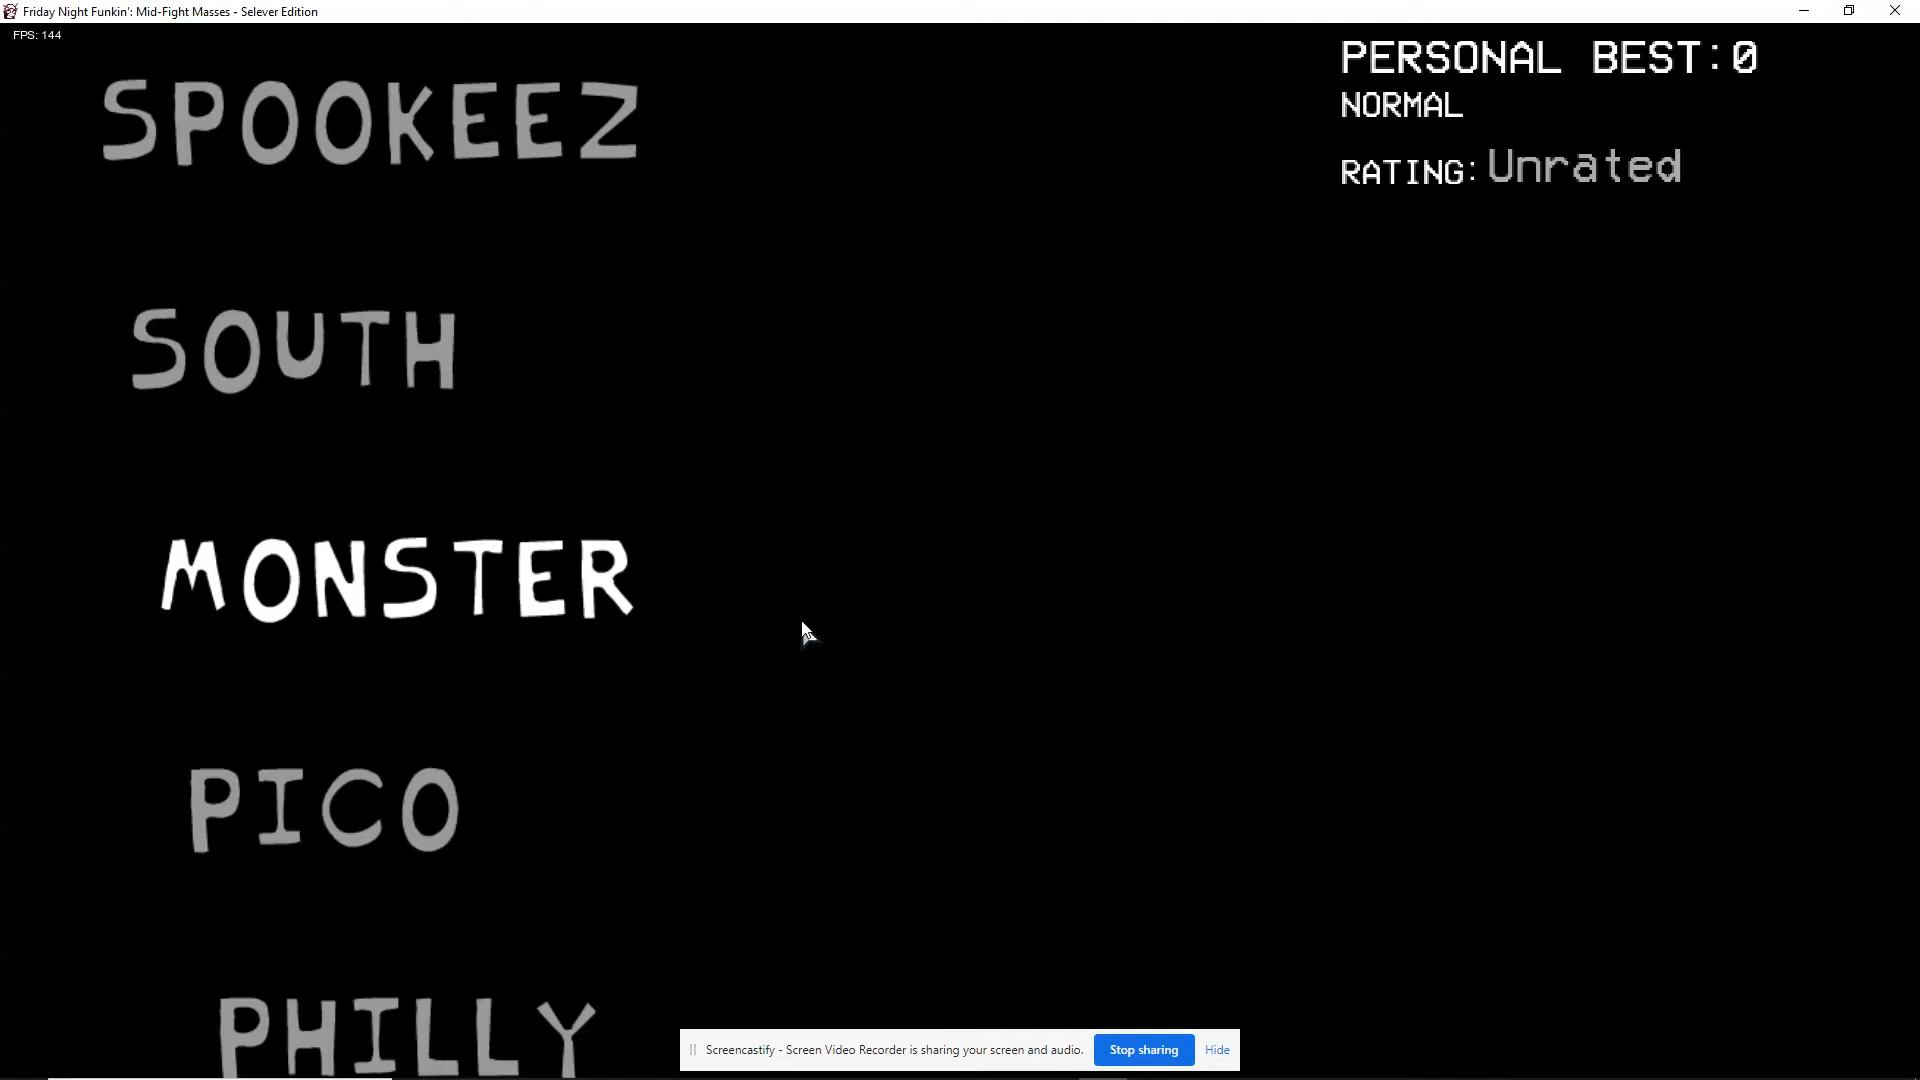 Friday Night Funkin': Mid-Fight Masses - Selever Edition
FPS: 144
PERSONAL BEST:0
NORMAL
RATING: Unrated
SPOOKEEZ
SOUTH
MONSTER
PICO
PHILLY
Screencastify - Screen Video Recorder is sharing your screen and audio. Stop sharing Hide